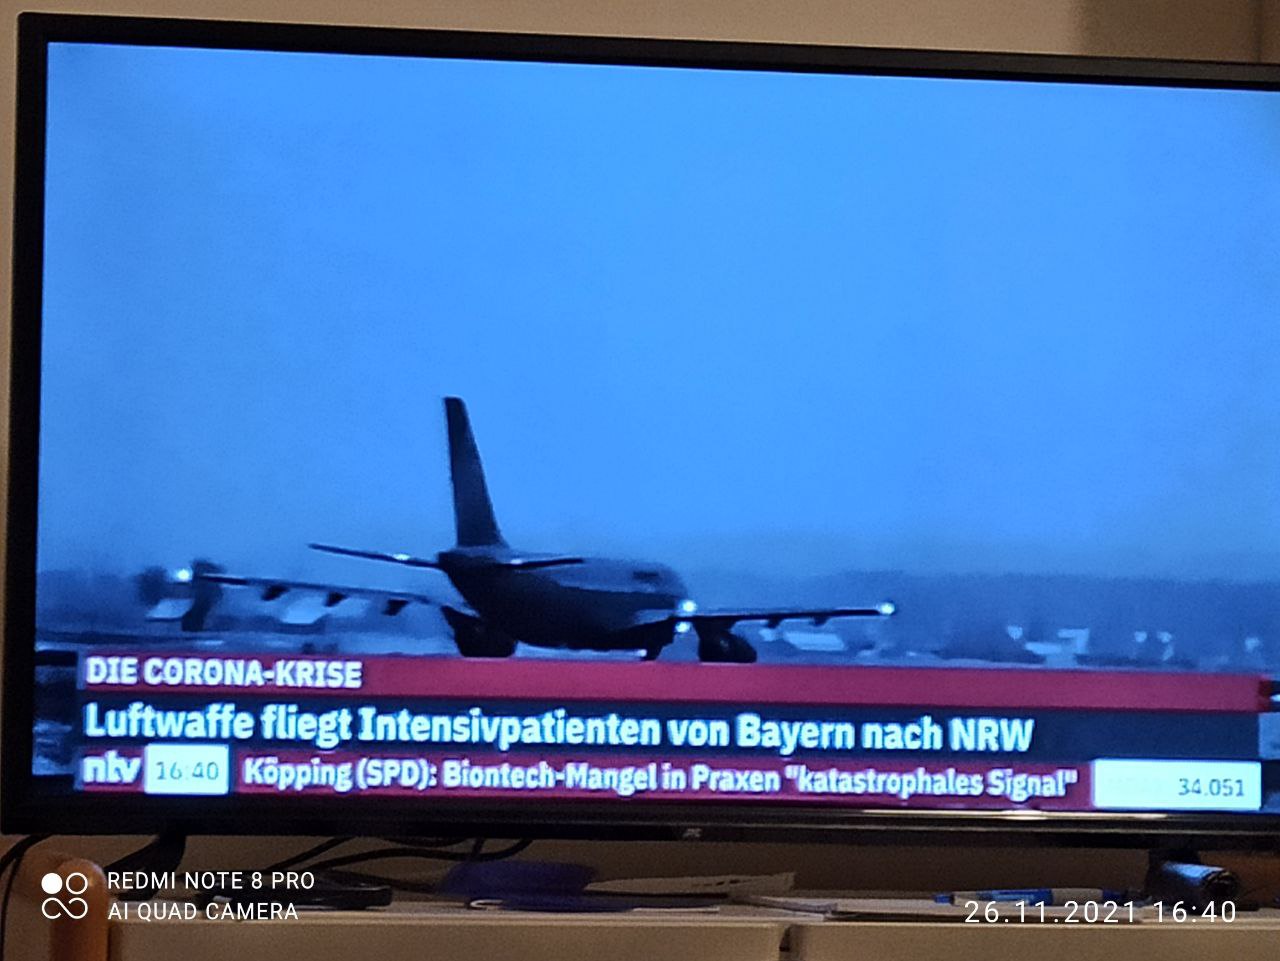 DIE CORONA-KRISE
Luftwaffe fliegt Intensivpatienten von Bayern nach NRW
ntv 16:40 Köpping (SPD): Biontech-Mangel in Praxen "katastrophales Signal" 34.051
REDMI NOTE 8 PRO
AI QUAD CAMERA
26.11.2021 16:40